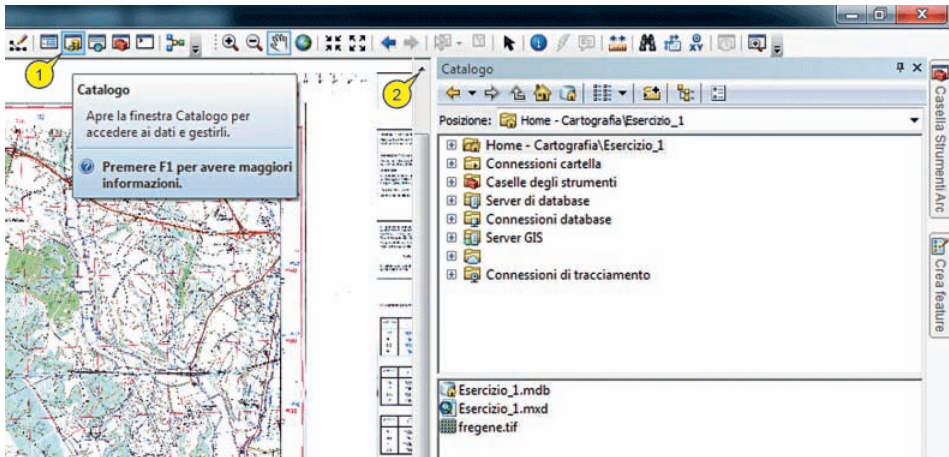 1
2
Catalogo
Apre la finestra Catalogo per
accedere ai dati e gestirli.
Premere F1 per avere maggiori
informazioni.
Catalogo
Posizione: Home - Cartografia\Esercizio_1
Home - Cartografia\Esercizio_1
Connessioni cartella
Caselle degli strumenti
Server di database
Connessioni database
Server GIS
Connessioni di tracciamento
Esercizio_1.mdb
Esercizio_1.mxd
fregene.tif
Casella Strumenti Arc
Crea feature